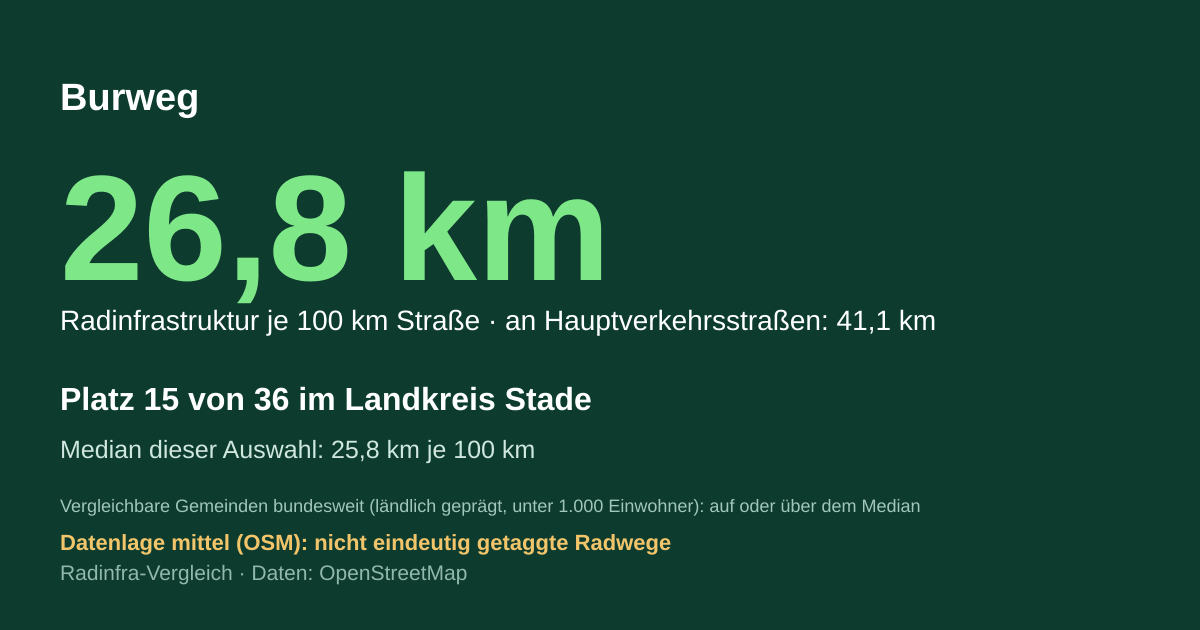 Burweg
26,8 km
Radinfrastruktur je 100 km Straße · an Hauptverkehrsstraßen: 41,1 km
Platz 15 von 36 im Landkreis Stade
Median dieser Auswahl: 25,8 km je 100 km
Vergleichbare Gemeinden bundesweit (ländlich geprägt, unter 1.000 Einwohner): auf oder über dem Median
Datenlage mittel (OSM): nicht eindeutig getaggte Radwege
Radinfra-Vergleich · Daten: OpenStreetMap